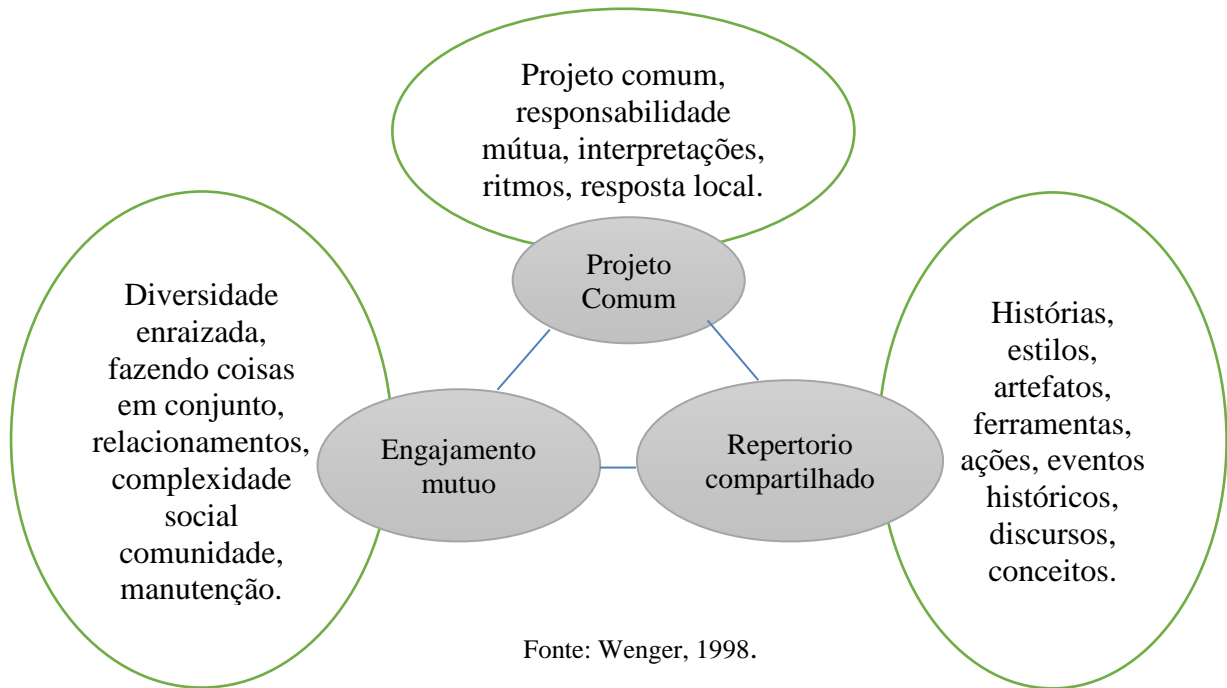 Projeto comum,
responsabilidade
mútua, interpretações,
ritmos, resposta local.
Projeto
Comum
Diversidade
enraizada,
fazendo coisas
em conjunto,
relacionamentos,
complexidade
social
comunidade,
manutenção.
Engajamento
mutuo
Repertorio
compartilhado
Histórias,
estilos,
artefatos,
ferramentas,
ações, eventos
históricos,
discursos,
conceitos.
Fonte: Wenger, 1998.